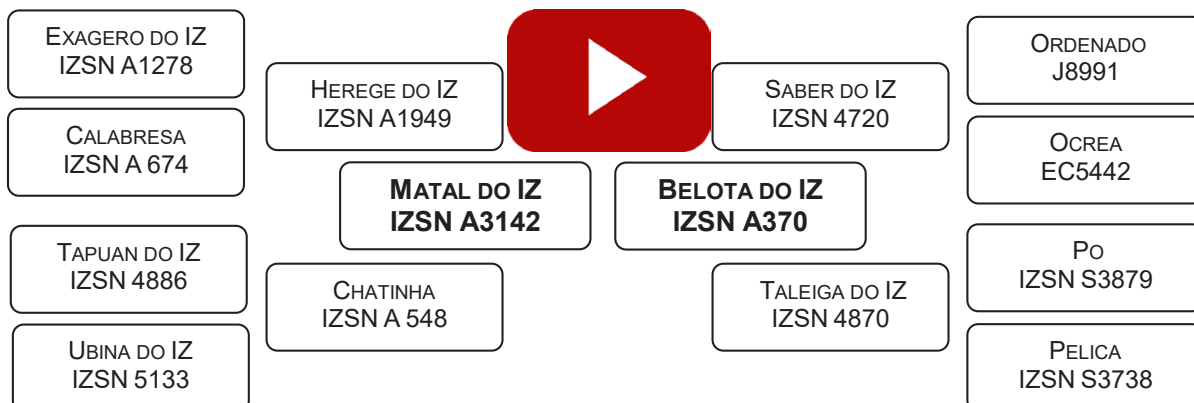 EXAGERO DO IZ
IZSN A1278
CALABRESA
IZSN A 674
TAPUAN DO IZ
IZSN 4886
UBINA DO IZ
IZSN 5133
HEREGE DO IZ
IZSN A1949
CHATINHA
IZSN A 548
MATAL DO IZ
IZSN A3142
BELOTA DO IZ
IZSN A370
SABER DO IZ
IZSN 4720
TALEIGA DO IZ
IZSN 4870
ORDENADO
J8991
OCREA
EC5442
PO
IZSN S3879
PELICA
IZSN S3738